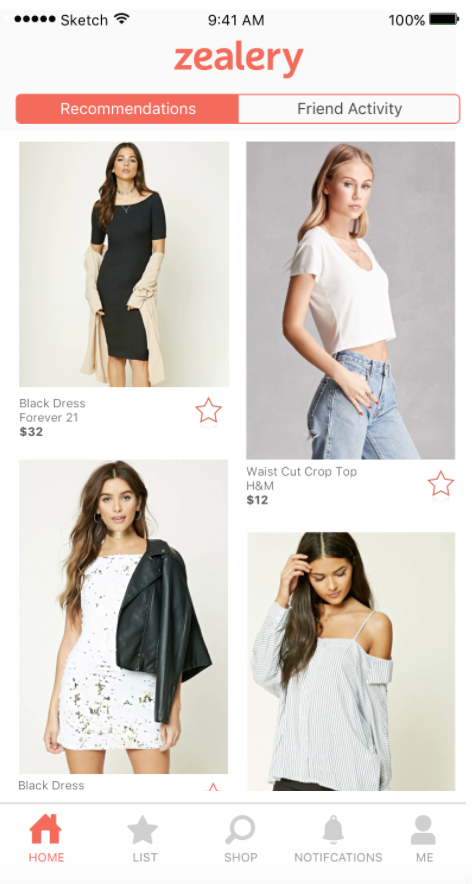 Sketch 9:41 AM 100%
zealery
Recommendations Friend Activity
Black Dress
Forever 21
$32
Waist Cut Crop Top
H&M
$12
Black Dress
HOME LIST SHOP NOTIFCATIONS ME